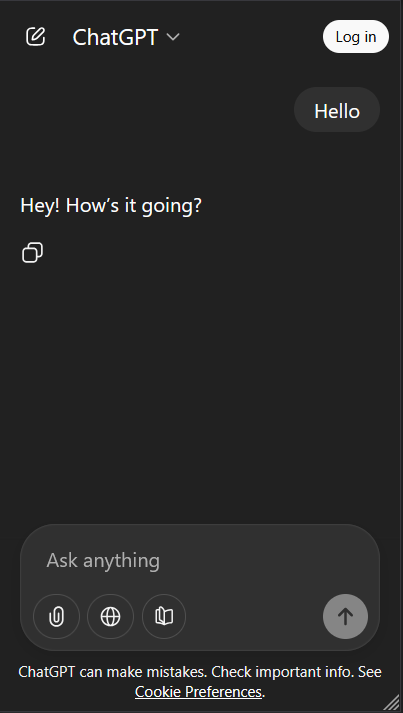 ChatGPT
Log in
Hello
Hey! How’s it going?
Ask anything
ChatGPT can make mistakes. Check important info. See
Cookie Preferences.